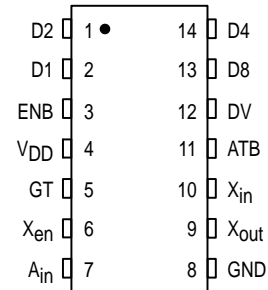 D2 1 14 D4
D1 2 13 D8
ENB 3 12 DV
VDD 4 11 ATB
GT 5 10 Xin
Xen 6 9 Xout
Ain 7 8 GND